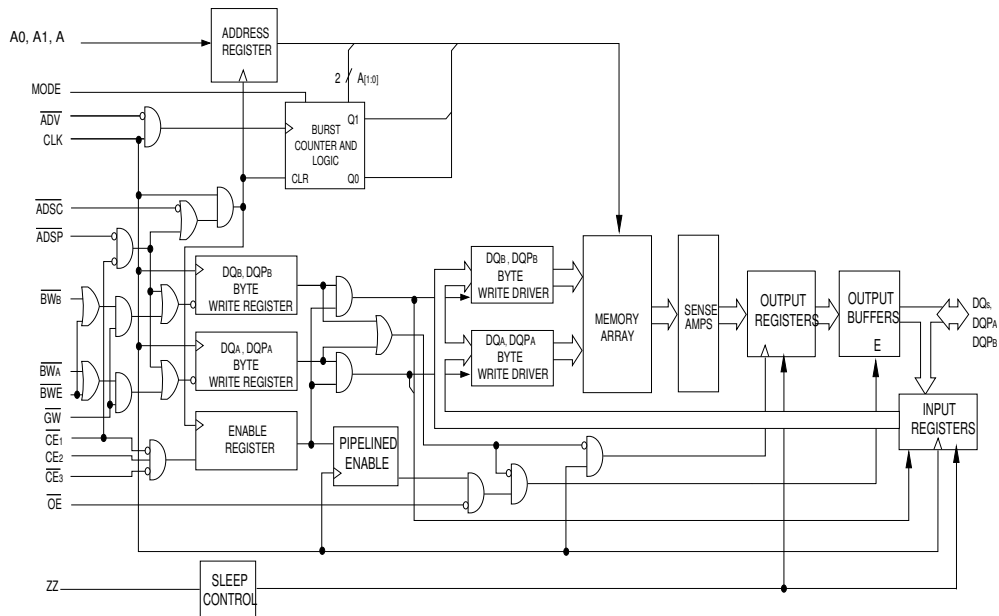 A0, A1, A
ADDRESS
REGISTER
2
A[1:0]
MODE
ADV
CLK
Q1
BURST
COUNTER AND
LOGIC
CLR
Q0
ADSC
ADSP
DQB, DQPB
BYTE
WRITE REGISTER
DQB, DQPB
BYTE
WRITE DRIVER
BWB
DQA, DQPA
BYTE
WRITE REGISTER
DQA, DQPA
BYTE
WRITE DRIVER
MEMORY
ARRAY
SENSE
AMPS
OUTPUT
REGISTERS
OUTPUT
BUFFERS
E
DQs,
DQPA
DQPB
BWA
BWE
GW
CE1
CE2
CE3
ENABLE
REGISTER
PIPELINED
ENABLE
INPUT
REGISTERS
OE
ZZ
SLEEP
CONTROL